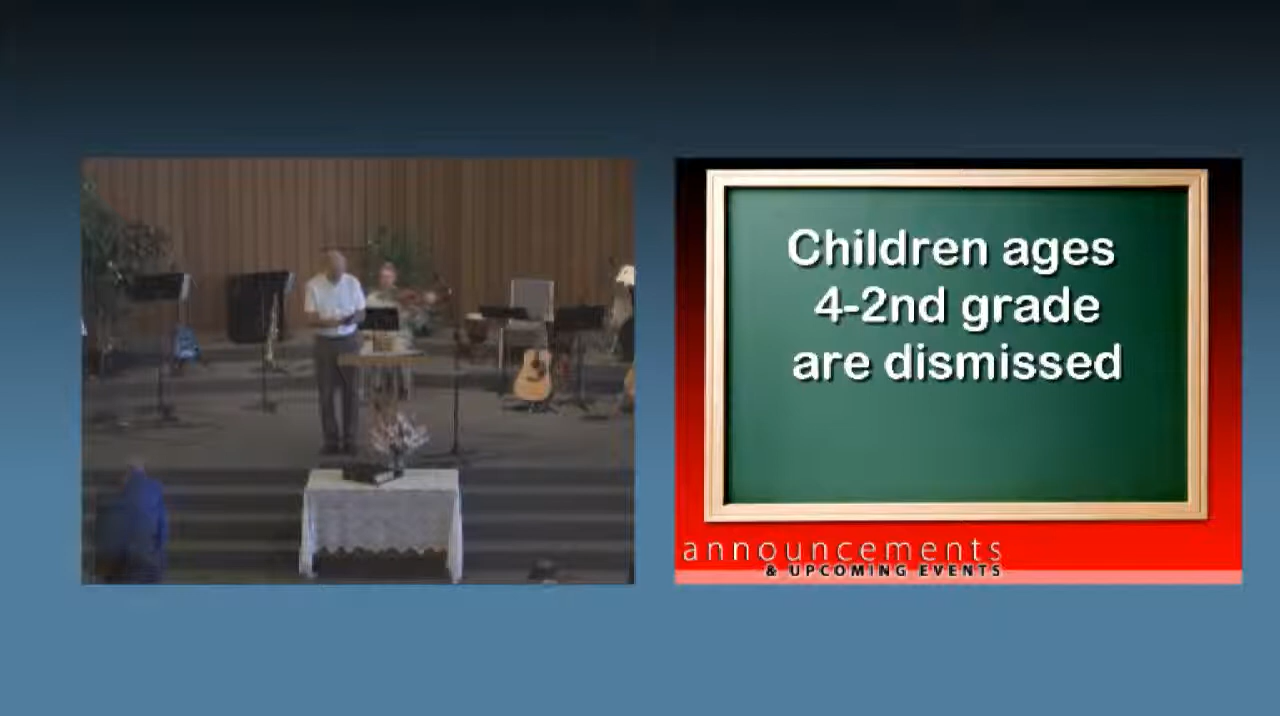 Children ages
4-2nd grade
are dismissed
announcements
& UPCOMING EVENTS